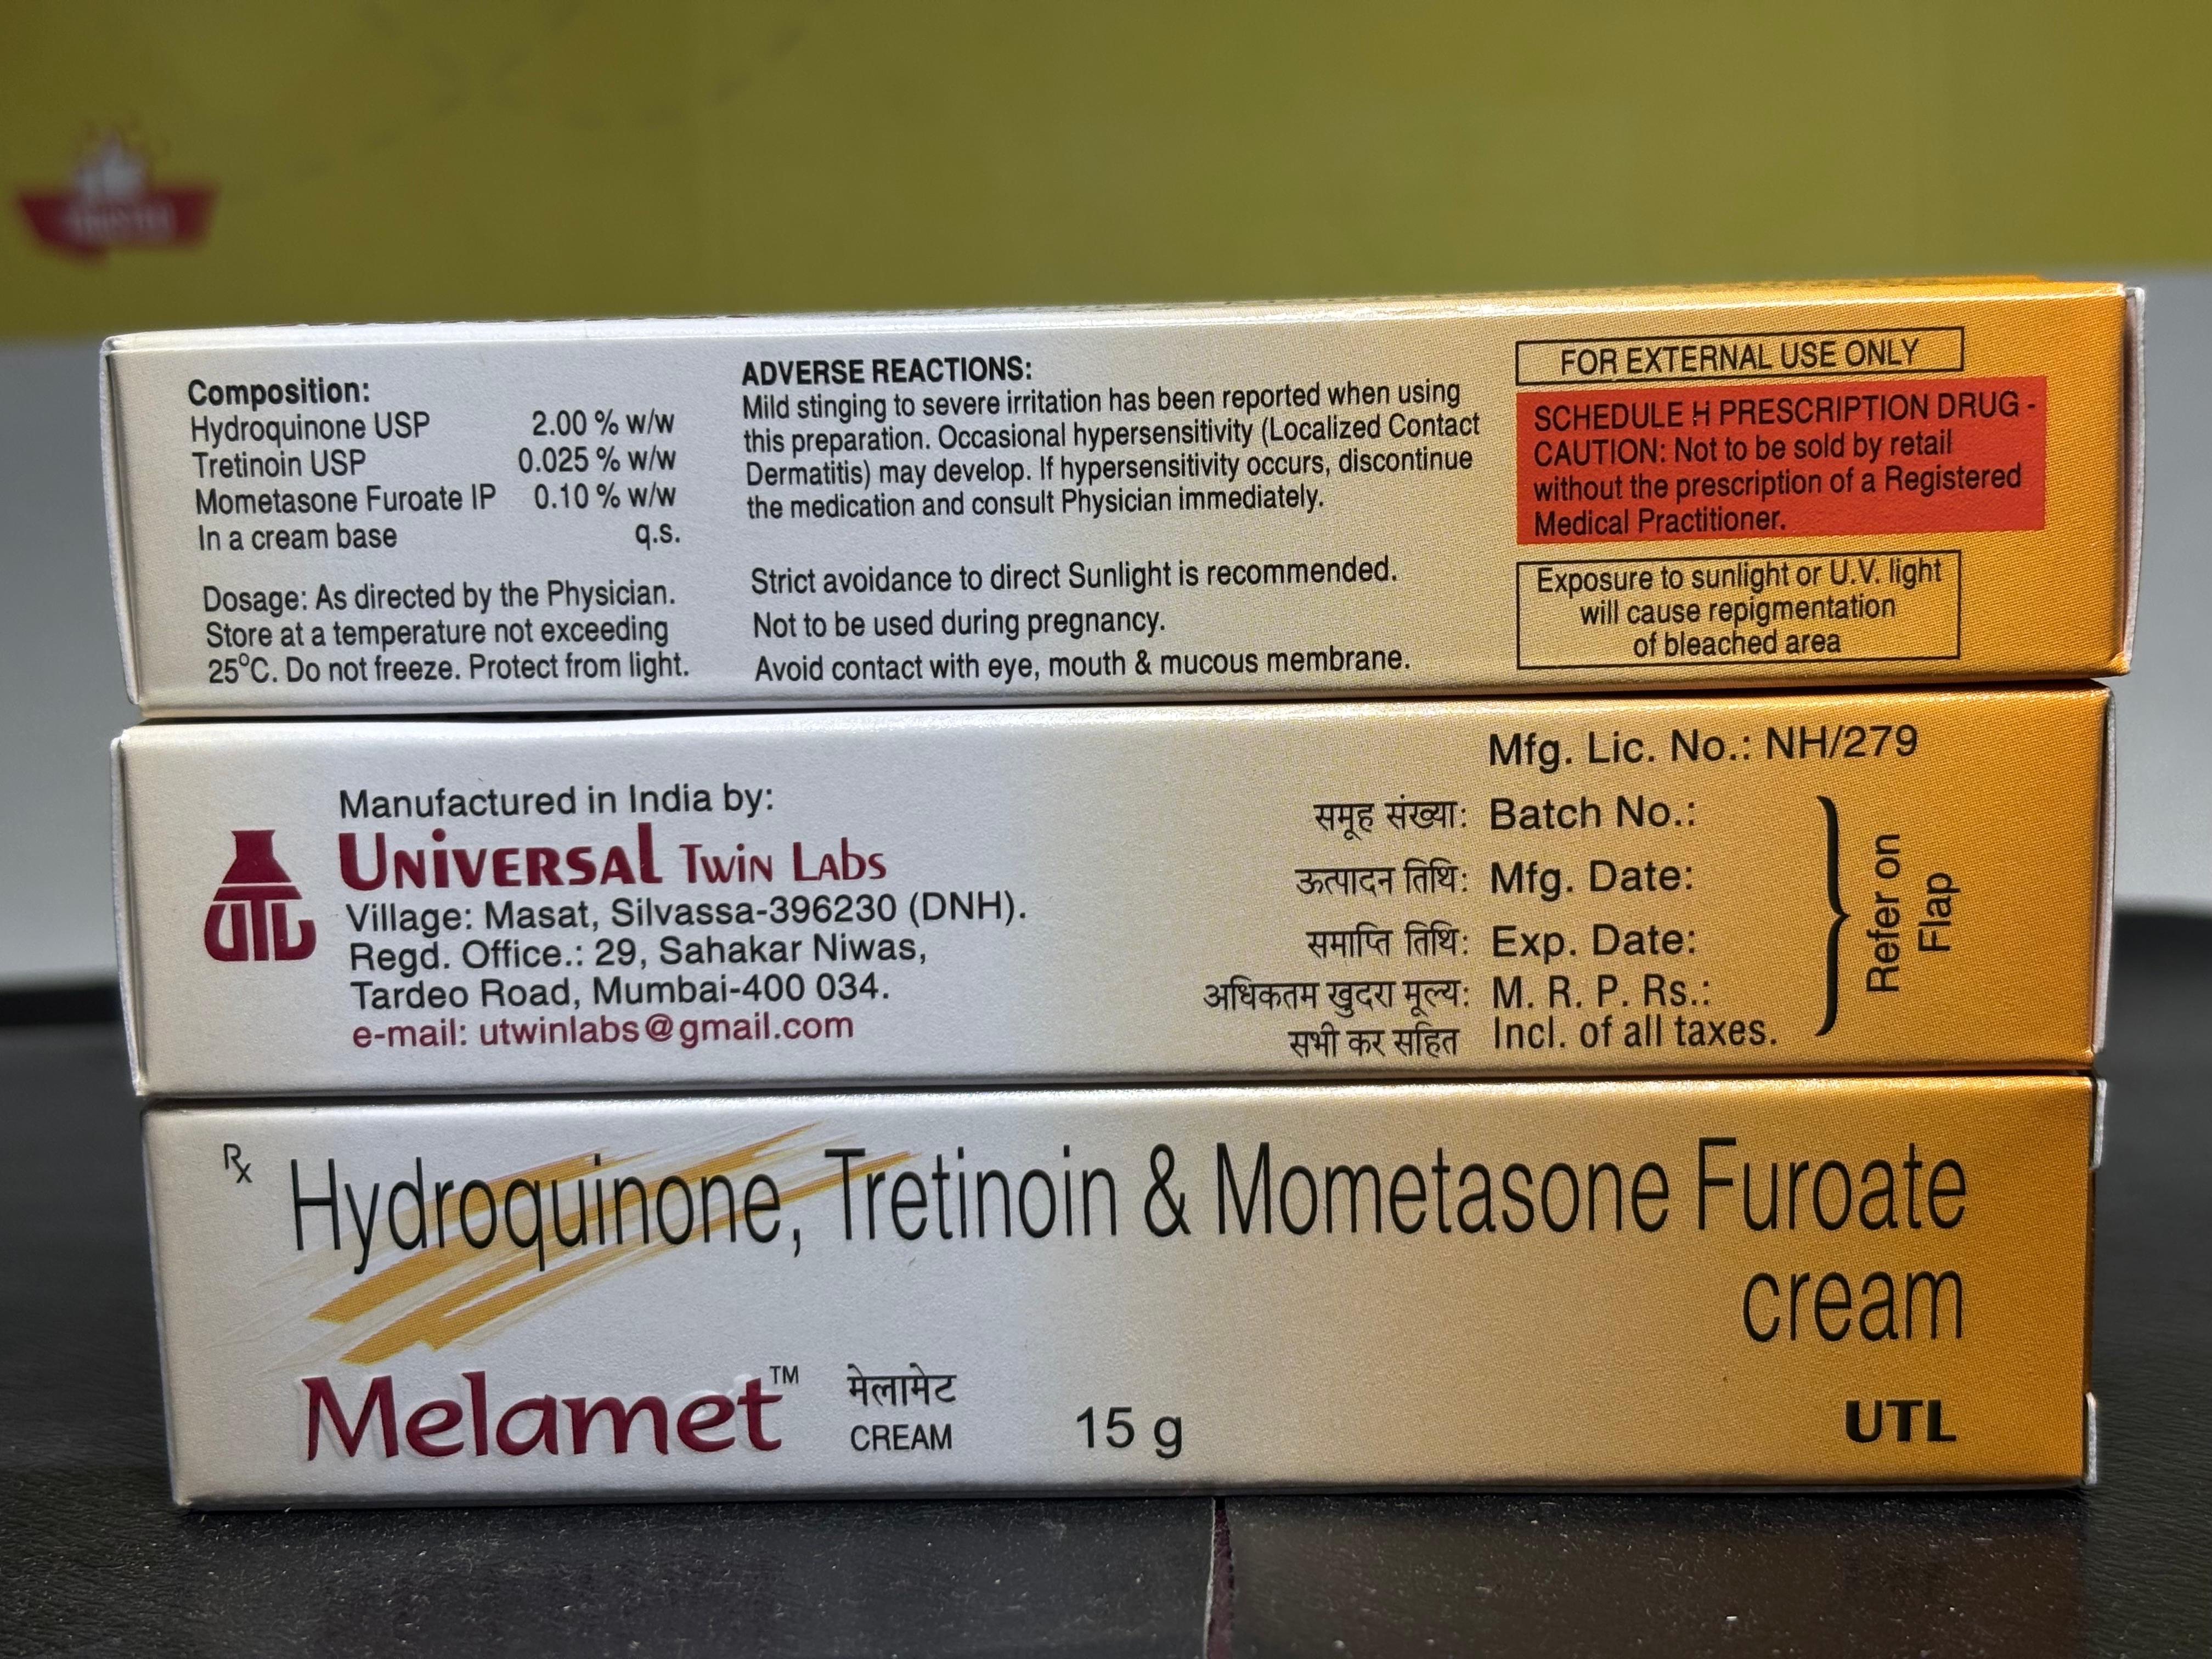 Composition:
Hydroquinone USP 2.00 % w/w
Tretinoin USP 0.025 % w/w
Mometasone Furoate IP 0.10 % w/w
In a cream base q.s.
Dosage: As directed by the Physician.
Store at a temperature not exceeding
25°C. Do not freeze. Protect from light.
ADVERSE REACTIONS:
Mild stinging to severe irritation has been reported when using
this preparation. Occasional hypersensitivity (Localized Contact
Dermatitis) may develop. If hypersensitivity occurs, discontinue
the medication and consult Physician immediately.
Strict avoidance to direct Sunlight is recommended.
Not to be used during pregnancy.
Avoid contact with eye, mouth & mucous membrane.
FOR EXTERNAL USE ONLY
SCHEDULE H PRESCRIPTION DRUG -
CAUTION: Not to be sold by retail
without the prescription of a Registered
Medical Practitioner.
Exposure to sunlight or U.V. light
will cause repigmentation
of bleached area
Manufactured in India by:
UTL
UNIVERSAL TWIN LABS
Village: Masat, Silvassa-396230 (DNH).
Regd. Office.: 29, Sahakar Niwas,
Tardeo Road, Mumbai-400 034.
e-mail: utwinlabs@gmail.com
Mfg. Lic. No.: NH/279
समूह संख्या: Batch No.:
ऊत्पादन तिथि: Mfg. Date:
समाप्ति तिथि: Exp. Date:
अधिकतम खुदरा मूल्य: M. R. P. Rs.:
सभी कर सहित Incl. of all taxes.
Refer on
Flap
Rx Hydroquinone, Tretinoin & Mometasone Furoate
cream
Melamet™ मेलामेट
CREAM
15 g
UTL